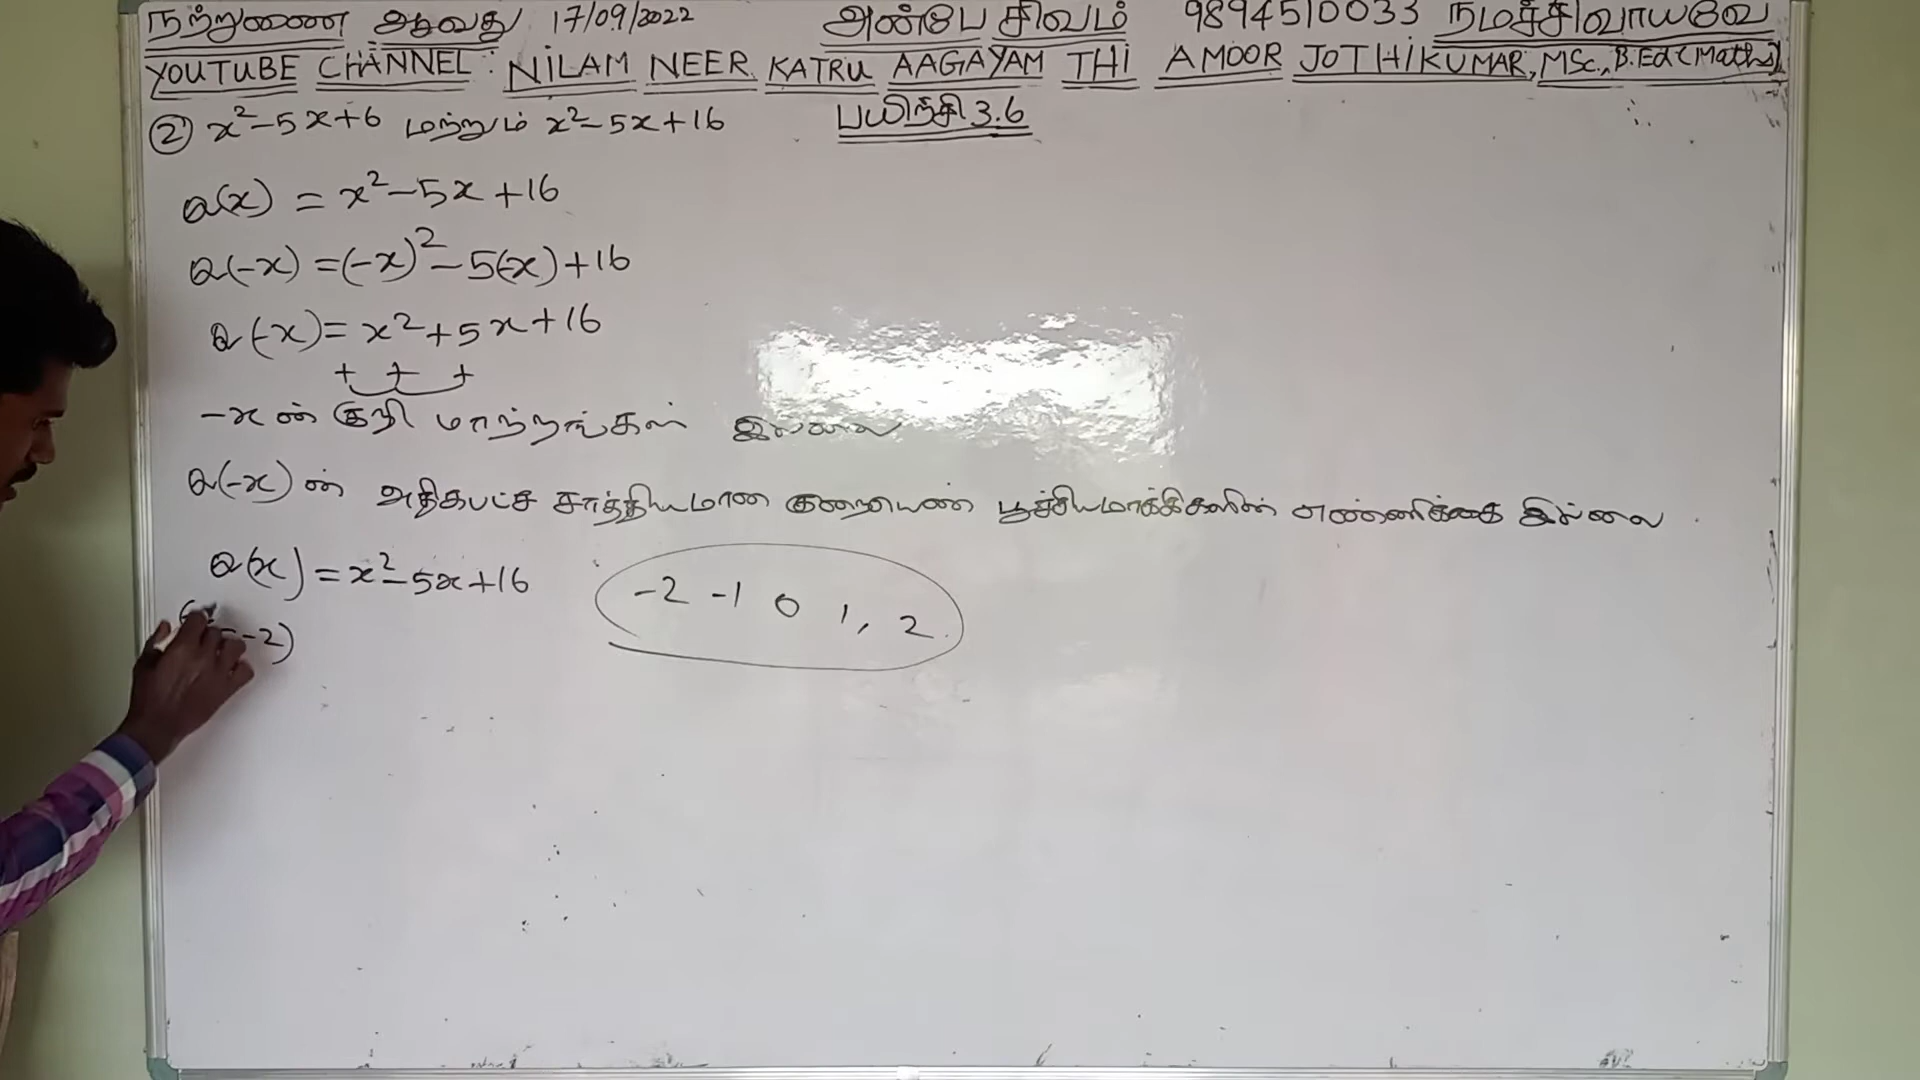 நற்றுணை ஆவது 17/09/2022 அன்பே சிவம் 9894510033 நமச்சிவாயவே
YOUTUBE CHANNEL : NILAM NEER KATRU AAGAYAM THI AMOOR JOTHIKUMAR, MSc., B.Ed (Maths)
② x²-5x+6 மற்றும் x²-5x+16 பயிற்சி 3.6
Q(x) = x²-5x+16
Q(-x) = (-x)²-5(-x)+16
Q(-x) = x²+5x+16
+ + +
-x ன் குறி மாற்றங்கள் இல்லை
Q(-x) ன் அதிகபட்ச சாத்தியமான குறையெண் பூச்சியமாக்கிகளின் எண்ணிக்கை இல்லை
Q(x) = x²-5x+16 -2 -1 0 1, 2
= -2)